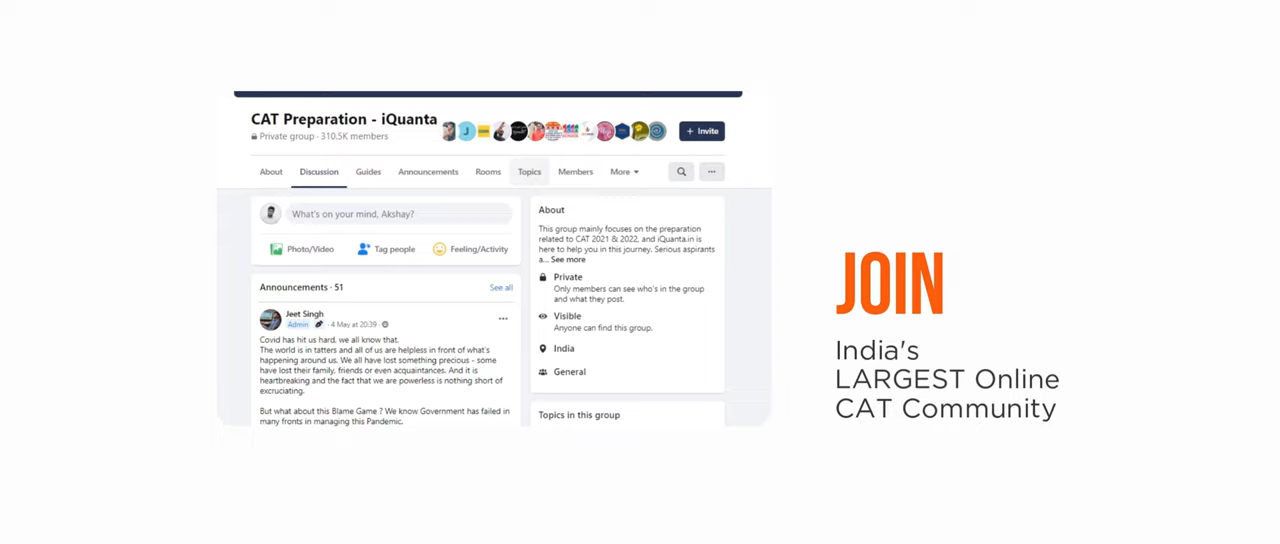 CAT Preparation - iQuanta
Private group · 310.5K members
J
+ Invite
About
Discussion
Guides
Announcements
Rooms
Topics
Members
More
What's on your mind, Akshay?
Photo/Video
Tag people
Feeling/Activity
Announcements · 51
See all
Jeet Singh
Admin · 4 May at 20:39 ·
Covid has hit us hard, we all know that.
The world is in tatters and all of us are helpless in front of what's
happening around us. We all have lost something precious - some
have lost their family, friends or even acquaintances. And it is
heartbreaking and the fact that we are powerless is nothing short of
excruciating.
But what about this Blame Game ? We know Government has failed in
many fronts in managing this Pandemic.
About
This group mainly focuses on the preparation
related to CAT 2021 & 2022, and iQuanta.in is
here to help you in this journey. Serious aspirants
a... See more
Private
Only members can see who's in the group
and what they post.
Visible
Anyone can find this group.
India
General
Topics in this group
JOIN
India's
LARGEST Online
CAT Community